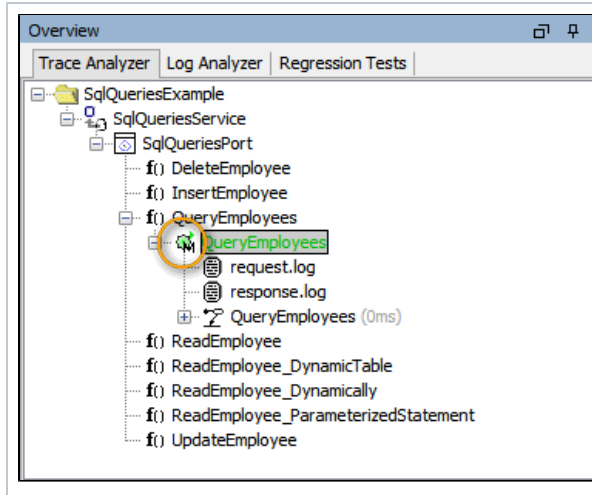 Overview
Trace Analyzer Log Analyzer Regression Tests
SqlQueriesExample
SqlQueriesService
SqlQueriesPort
f() DeleteEmployee
f() InsertEmployee
f() QueryEmployees
M QueryEmployees
request.log
response.log
QueryEmployees (0ms)
f() ReadEmployee
f() ReadEmployee_DynamicTable
f() ReadEmployee_Dynamically
f() ReadEmployee_ParameterizedStatement
f() UpdateEmployee